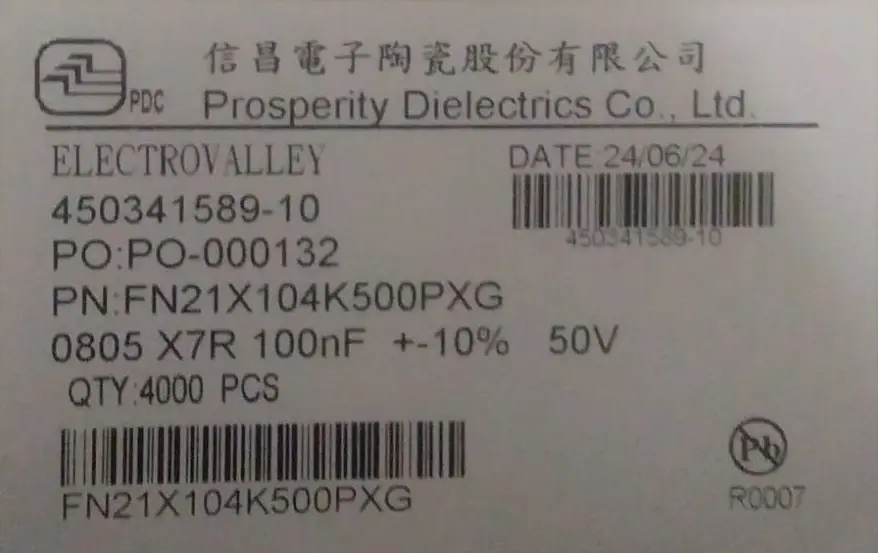 信昌電子陶瓷股份有限公司
PDC
Prosperity Dielectrics Co., Ltd.
ELECTROVALLEY
DATE:24/06/24
450341589-10
450341589-10
PO:PO-000132
PN:FN21X104K500PXG
0805 X7R 100nF +-10% 50V
QTY:4000 PCS
FN21X104K500PXG
Pb
R0007